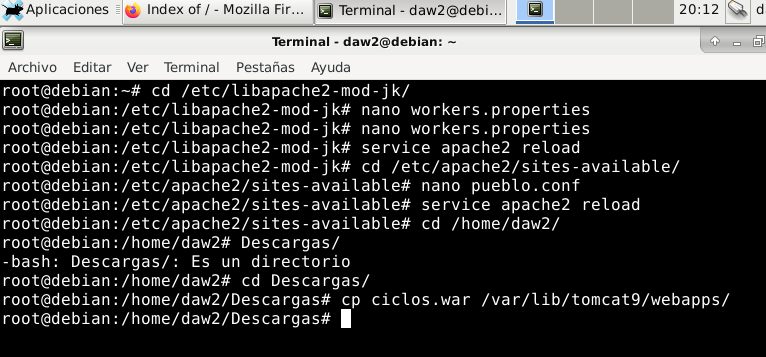 Aplicaciones Index of / - Mozilla Fir... Terminal - daw2@debi... 20:12 d
Terminal - daw2@debian: ~
Archivo Editar Ver Terminal Pestañas Ayuda
root@debian:~# cd /etc/libapache2-mod-jk/
root@debian:/etc/libapache2-mod-jk# nano workers.properties
root@debian:/etc/libapache2-mod-jk# nano workers.properties
root@debian:/etc/libapache2-mod-jk# service apache2 reload
root@debian:/etc/libapache2-mod-jk# cd /etc/apache2/sites-available/
root@debian:/etc/apache2/sites-available# nano pueblo.conf
root@debian:/etc/apache2/sites-available# service apache2 reload
root@debian:/etc/apache2/sites-available# cd /home/daw2/
root@debian:/home/daw2# Descargas/
-bash: Descargas/: Es un directorio
root@debian:/home/daw2# cd Descargas/
root@debian:/home/daw2/Descargas# cp ciclos.war /var/lib/tomcat9/webapps/
root@debian:/home/daw2/Descargas#